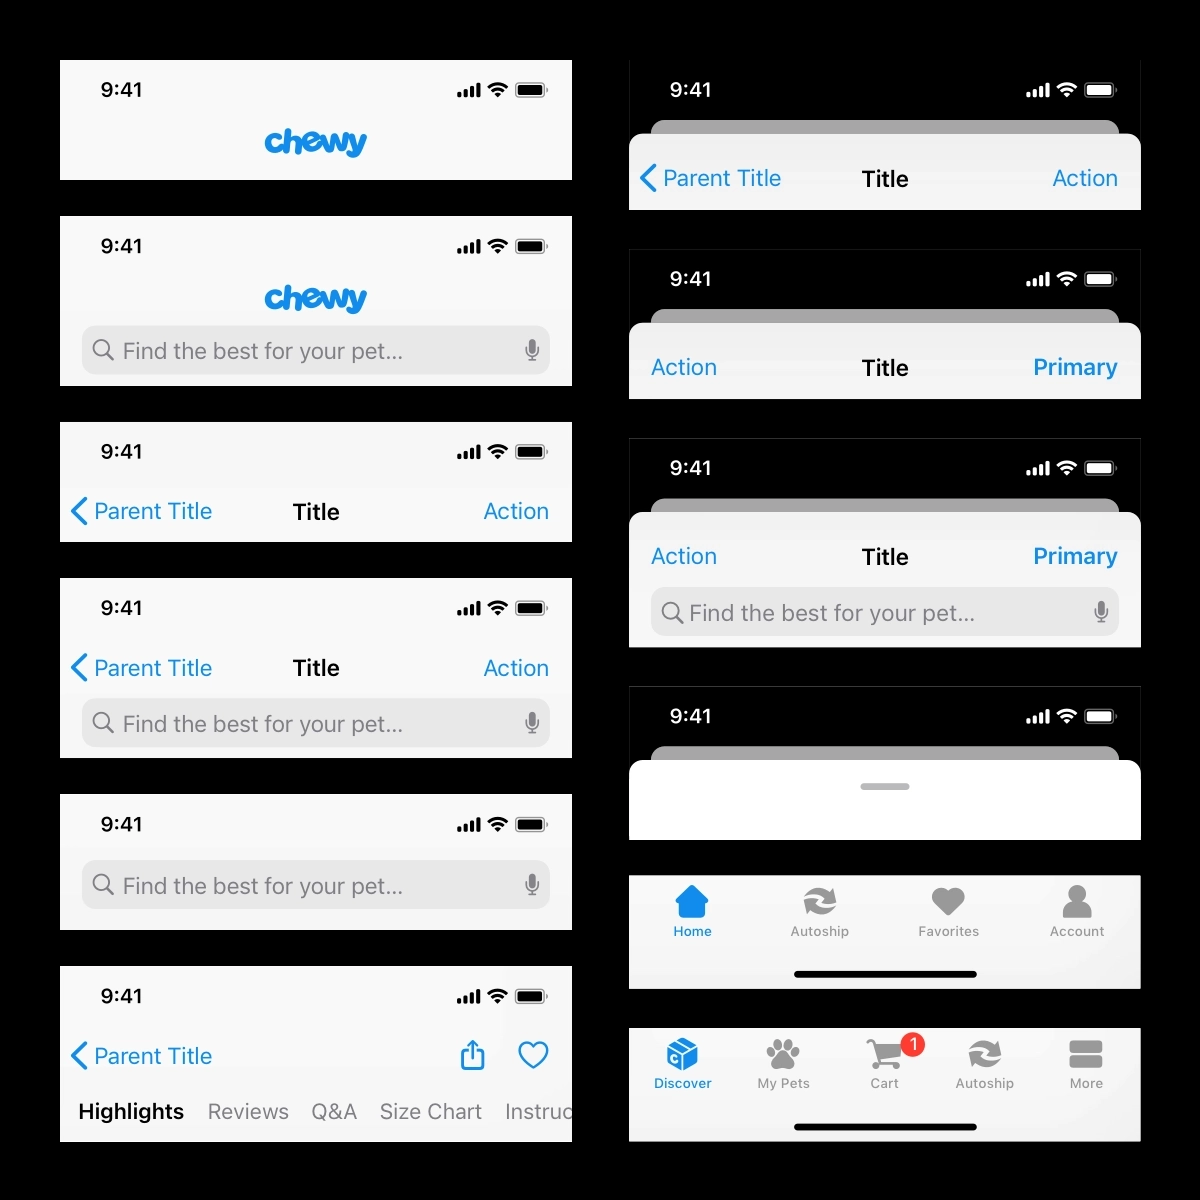 9:41
chewy
9:41
chewy
Find the best for your pet...
9:41
Parent Title Title Action
9:41
Parent Title Title Action
Find the best for your pet...
9:41
Find the best for your pet...
9:41
Parent Title
Highlights Reviews Q&A Size Chart Instruc
9:41
Parent Title Title Action
9:41
Action Title Primary
9:41
Action Title Primary
Find the best for your pet...
9:41
Home Autoship Favorites Account
1
Discover My Pets Cart Autoship More